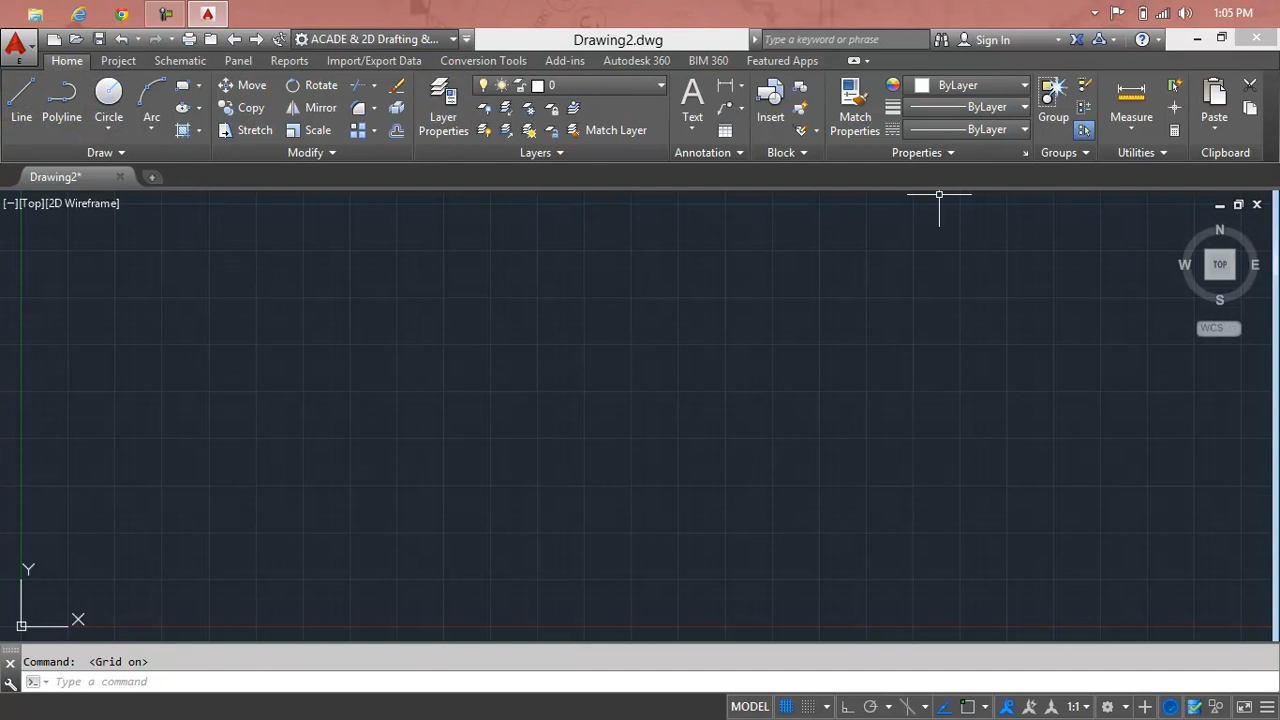 1:05 PM
ACADE & 2D Drafting &...
Drawing2.dwg
Type a keyword or phrase
Sign In
E
Home Project Schematic Panel Reports Import/Export Data Conversion Tools Add-ins Autodesk 360 BIM 360 Featured Apps
Line Polyline Circle Arc
Move Rotate
Copy Mirror
Stretch Scale
Layer Properties
0
Match Layer
Text
Insert
Match Properties
ByLayer
ByLayer
ByLayer
Group
Measure
Paste
Draw Modify Layers Annotation Block Properties Groups Utilities Clipboard
Drawing2*
[−][Top][2D Wireframe]
N
W TOP E
S
WCS
Y
X
Command: <Grid on>
Type a command
MODEL
1:1